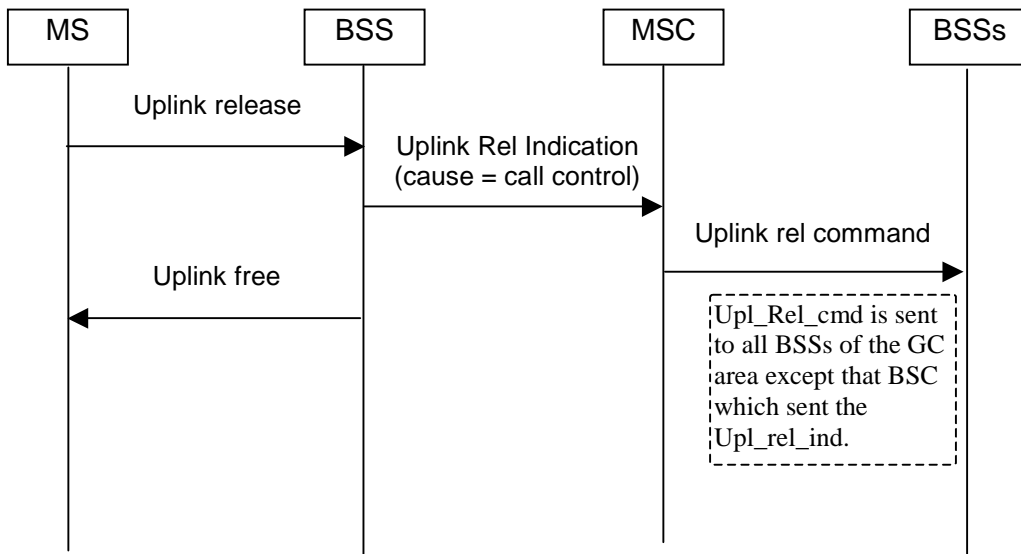 MS
BSS
MSC
BSSs
Uplink release
Uplink Rel Indication
(cause = call control)
Uplink rel command
Uplink free
Upl_Rel_cmd is sent
to all BSSs of the GC
area except that BSC
which sent the
Upl_rel_ind.